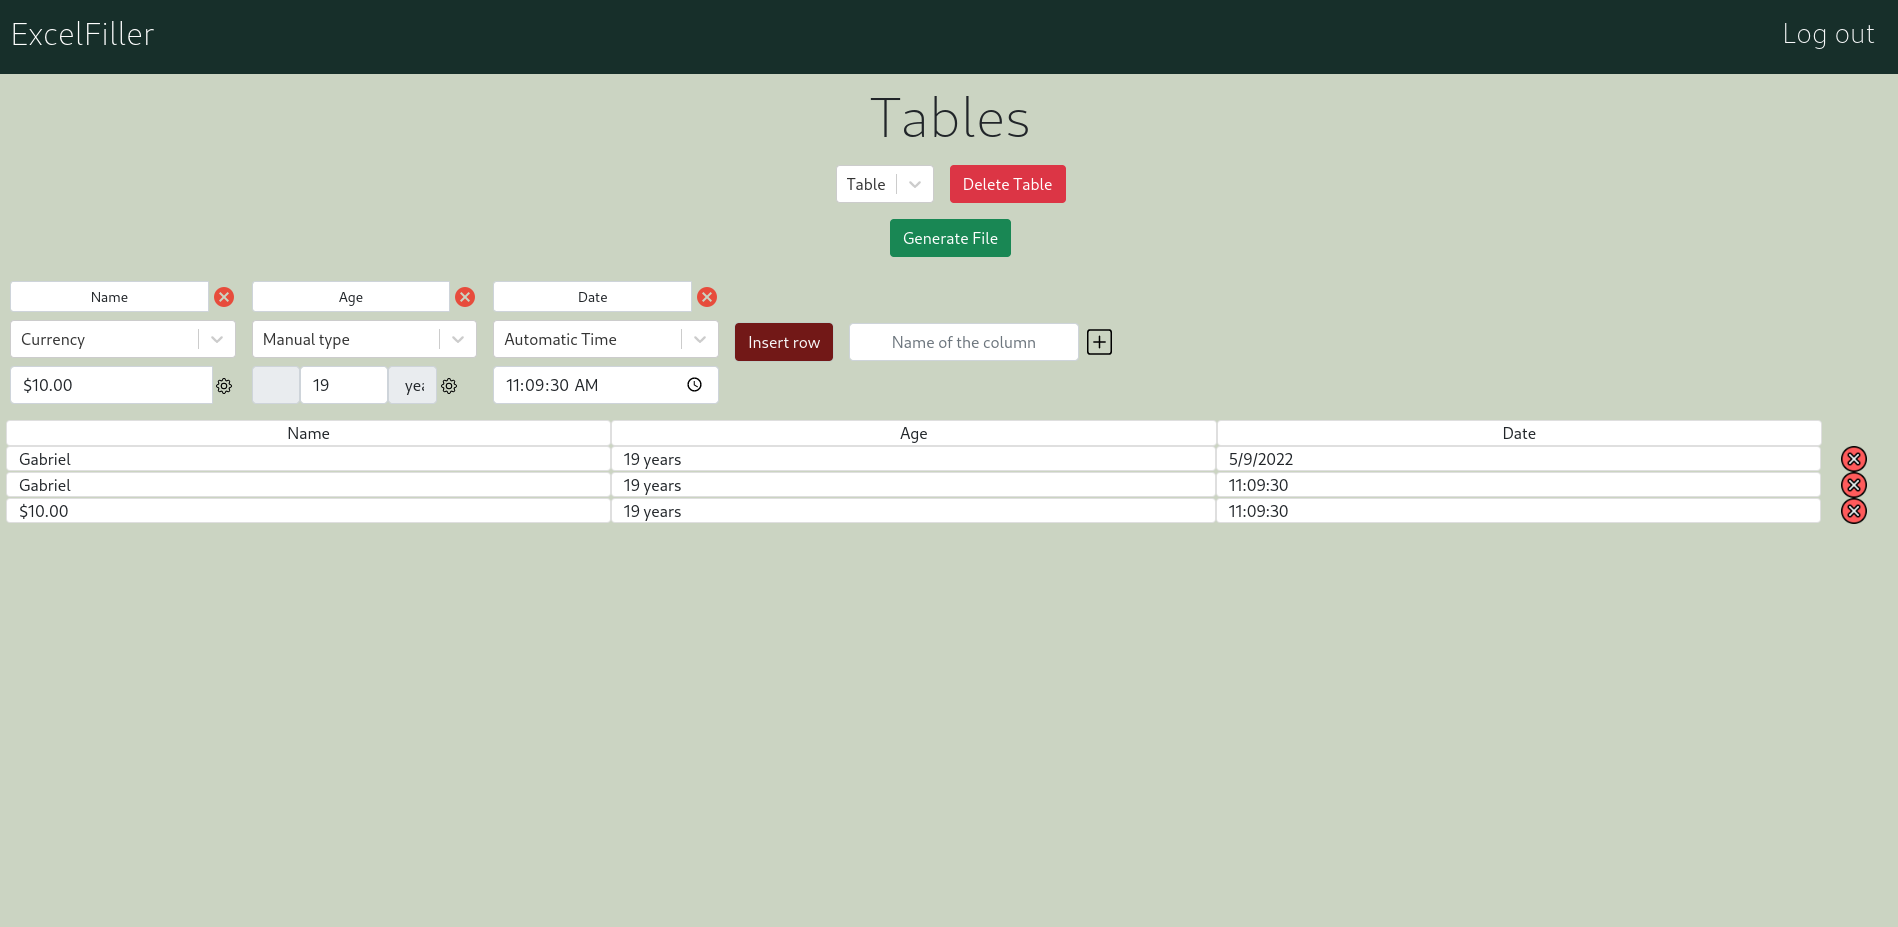 ExcelFiller Log out
Tables
Table Delete Table
Generate File
Name Age Date
Currency Manual type Automatic Time Insert row Name of the column
$10.00 19 yea 11:09:30 AM
Name Age Date
Gabriel 19 years 5/9/2022
Gabriel 19 years 11:09:30
$10.00 19 years 11:09:30